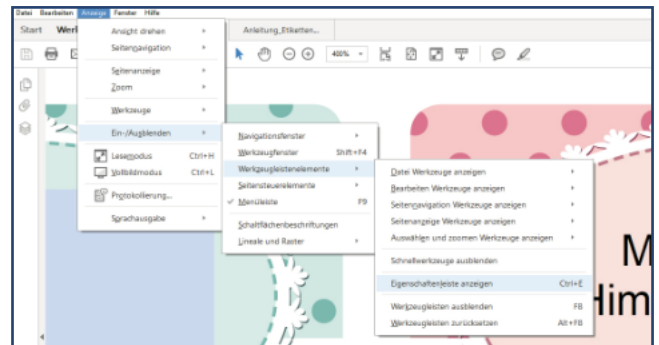 Datei Bearbeiten Anzeige Fenster Hilfe
Start Werk
Anleitung_Etiketten...
400%
Ansicht drehen
Seitennavigation
Seitenanzeige
Zoom
Werkzeuge
Ein-/Ausblenden
Lesemodus Ctrl+H
Vollbildmodus Ctrl+L
Protokollierung...
Sprachausgabe
Navigationsfenster
Werkzeugfenster Shift+F4
Werkzeugleistenelemente
Seitensteuerelemente
Menüleiste F9
Schaltflächenbeschriftungen
Lineale und Raster
Datei Werkzeuge anzeigen
Bearbeiten Werkzeuge anzeigen
Seitennavigation Werkzeuge anzeigen
Seitenanzeige Werkzeuge anzeigen
Auswählen und zoomen Werkzeuge anzeigen
Schnellwerkzeuge ausblenden
Eigenschaftenleiste anzeigen Ctrl+E
Werkzeugleisten ausblenden F8
Werkzeugleisten zurücksetzen Alt+F8
M
Him